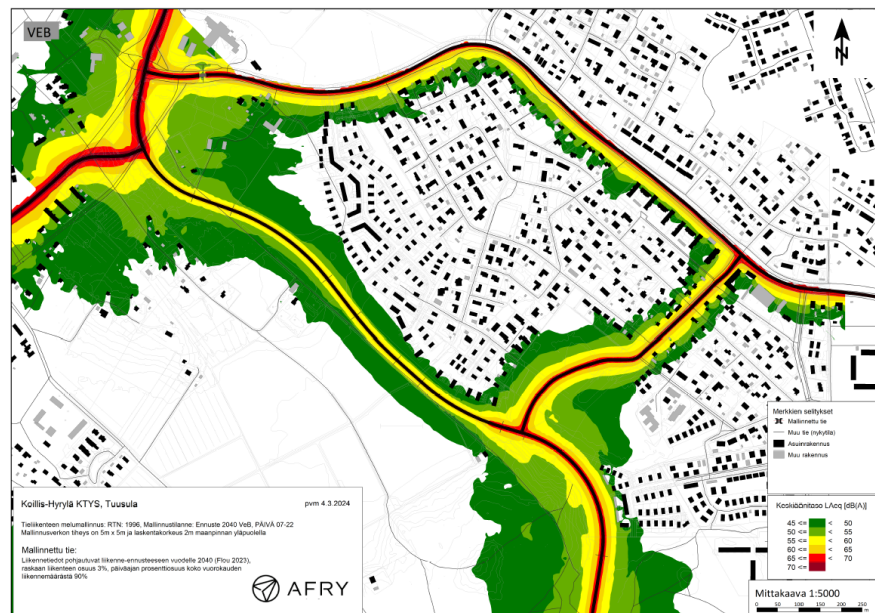 VEB
N
Merkkien selitykset
Mallinnettu tie
Muu tie (nykytila)
Asuinrakennus
Muu rakennus
Koillis-Hyrylä KTYS, Tuusula
pvm 4.3.2024
Tieliikenteen melumallinnus: RTN: 1996, Mallinnustilanne: Ennuste 2040 VeB, PÄIVÄ 07-22
Mallinnusverkon tiheys on 5m x 5m ja laskentakorkeus 2m maanpinnan yläpuolella
Mallinnettu tie:
Liikennetiedot pohjautuvat liikenne-ennusteeseen vuodelle 2040 (Flou 2023),
raskaan liikenteen osuus 3%, päiväajan prosenttiosuus koko vuorokauden
liikennemäärästä 90%
AFRY
Keskiäänitaso LAeq [dB(A)]
45 <= < 50
50 <= < 55
55 <= < 60
60 <= < 65
65 <= < 70
70 <=
Mittakaava 1:5000
0 50 100 150 200 250
m